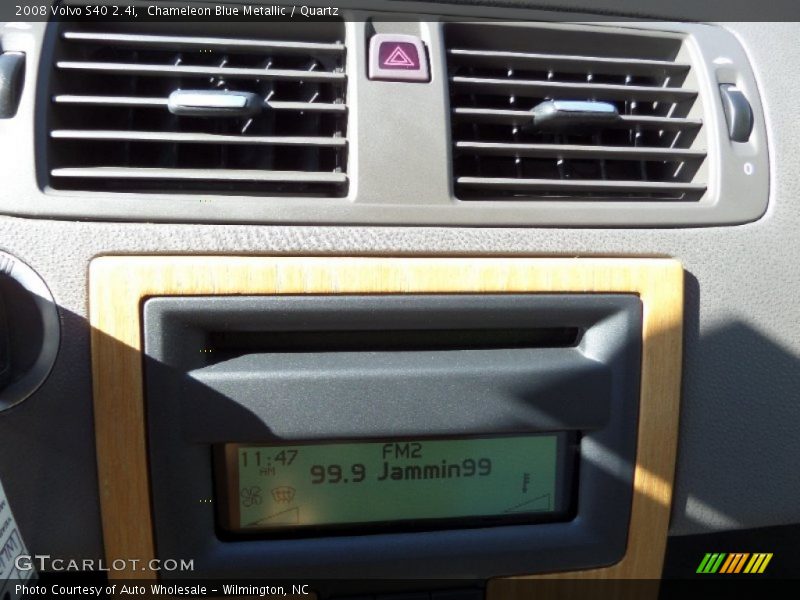 2008 Volvo S40 2.4i,  Chameleon Blue Metallic / Quartz
0
11:47
AM
FM2
99.9 Jammin99
GTCARLOT.COM
Photo Courtesy of Auto Wholesale - Wilmington, NC